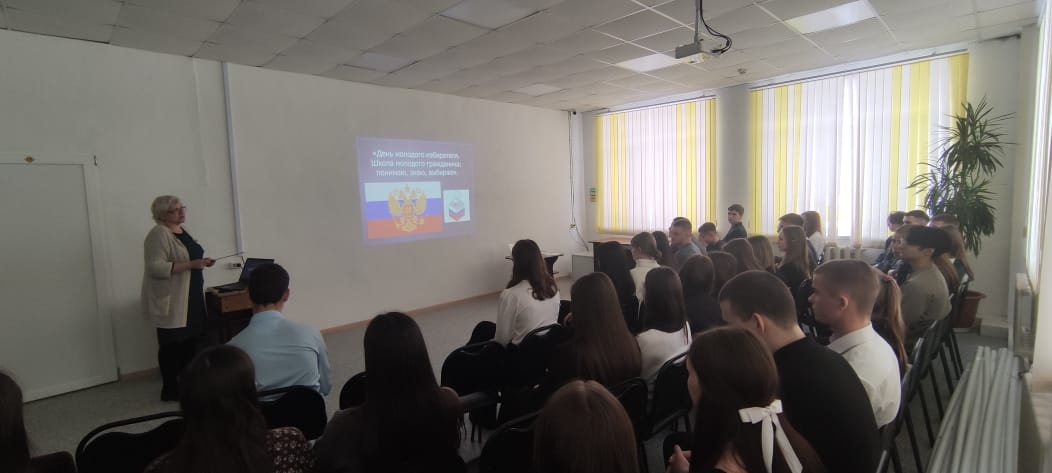 «День молодого избирателя.
Школа молодого гражданина:
понимаю, знаю, выбираю».